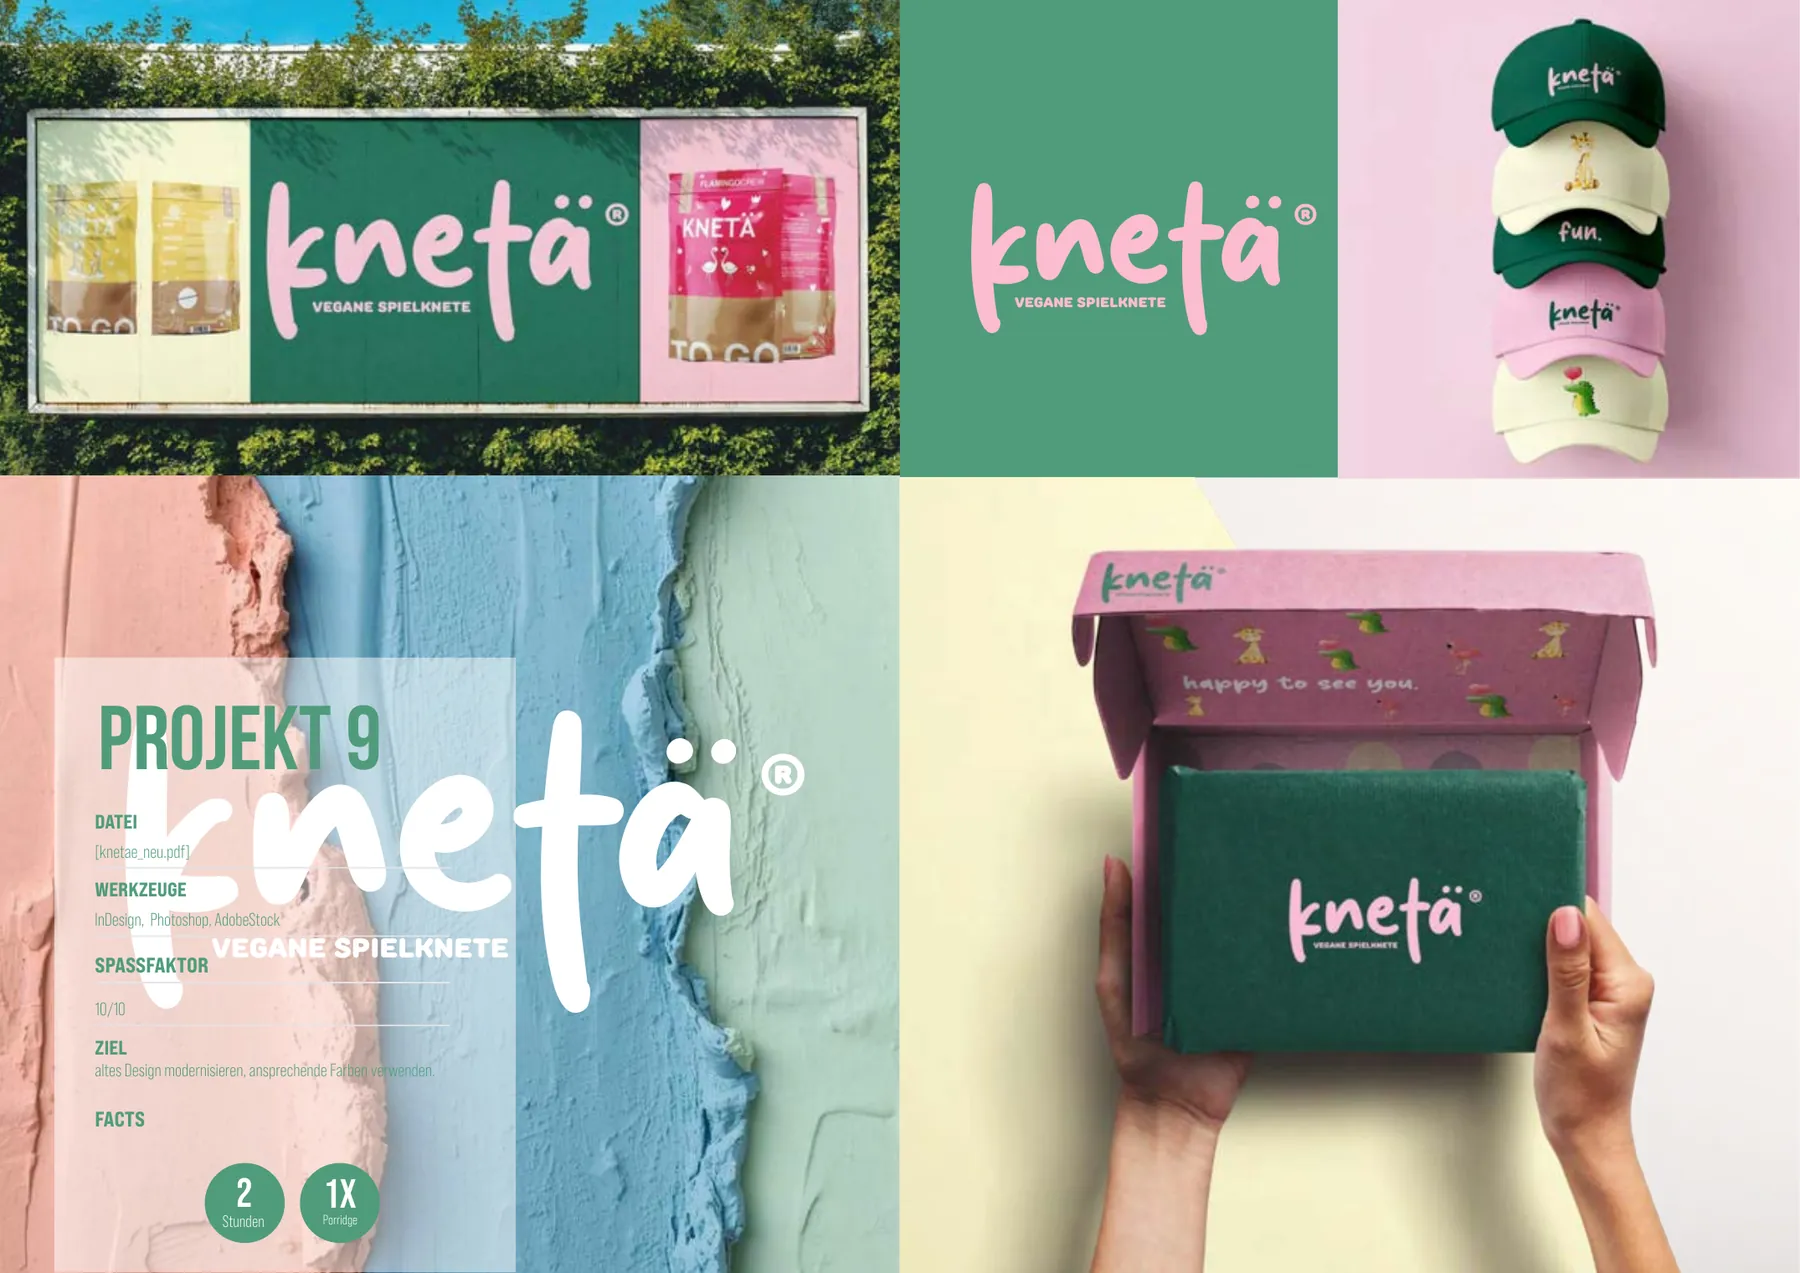 knetä®
VEGANE SPIELKNETE
KNETÄ
TO GO
FLAMINGOCREW
KNETÄ
TO GO
knetä®
VEGANE SPIELKNETE
knetä
fun.
knetä
PROJEKT 9
DATEI
[knetae_neu.pdf]
WERKZEUGE
InDesign, Photoshop, AdobeStock
SPASSFAKTOR
10/10
ZIEL
altes Design modernisieren, ansprechende Farben verwenden.
FACTS
2
Stunden
1X
Porridge
knetä®
VEGANE SPIELKNETE
knetä
happy to see you.
knetä®
VEGANE SPIELKNETE